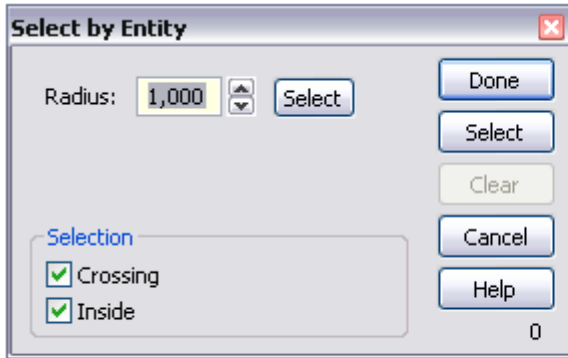 Select by Entity
Radius: 1,000 Select
Done
Select
Clear
Selection
Cancel
Crossing
Help
Inside
0